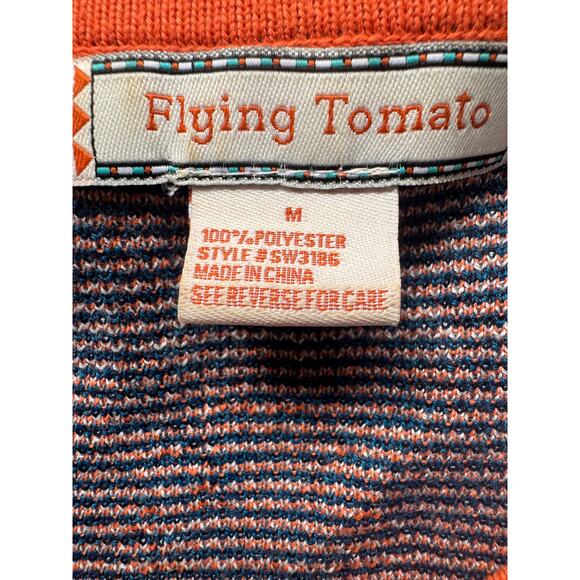 Flying Tomato
M
100% POLYESTER
STYLE # SW3186
MADE IN CHINA
SEE REVERSE FOR CARE